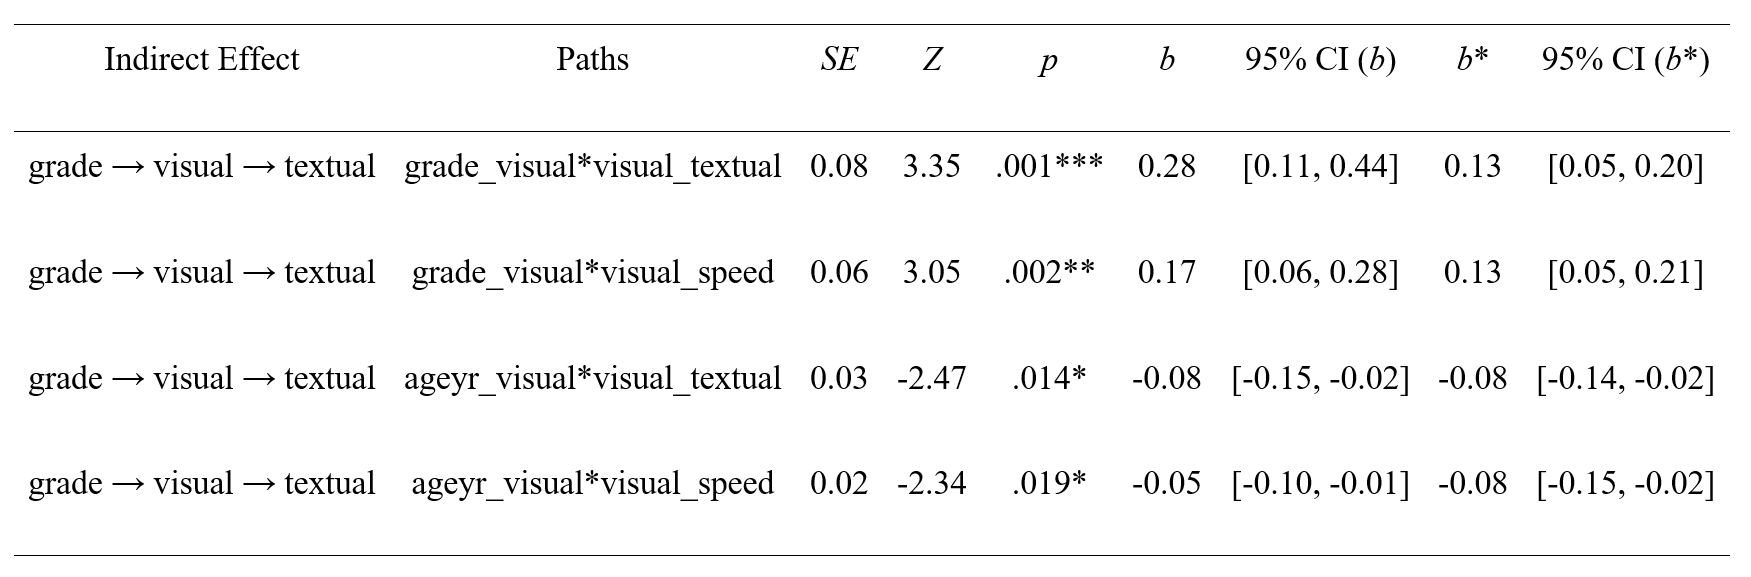 Indirect Effect Paths SE Z p b 95% CI (b) b* 95% CI (b*)
grade → visual → textual grade_visual*visual_textual 0.08 3.35 .001*** 0.28 [0.11, 0.44] 0.13 [0.05, 0.20]
grade → visual → textual grade_visual*visual_speed 0.06 3.05 .002** 0.17 [0.06, 0.28] 0.13 [0.05, 0.21]
grade → visual → textual ageyr_visual*visual_textual 0.03 -2.47 .014* -0.08 [-0.15, -0.02] -0.08 [-0.14, -0.02]
grade → visual → textual ageyr_visual*visual_speed 0.02 -2.34 .019* -0.05 [-0.10, -0.01] -0.08 [-0.15, -0.02]